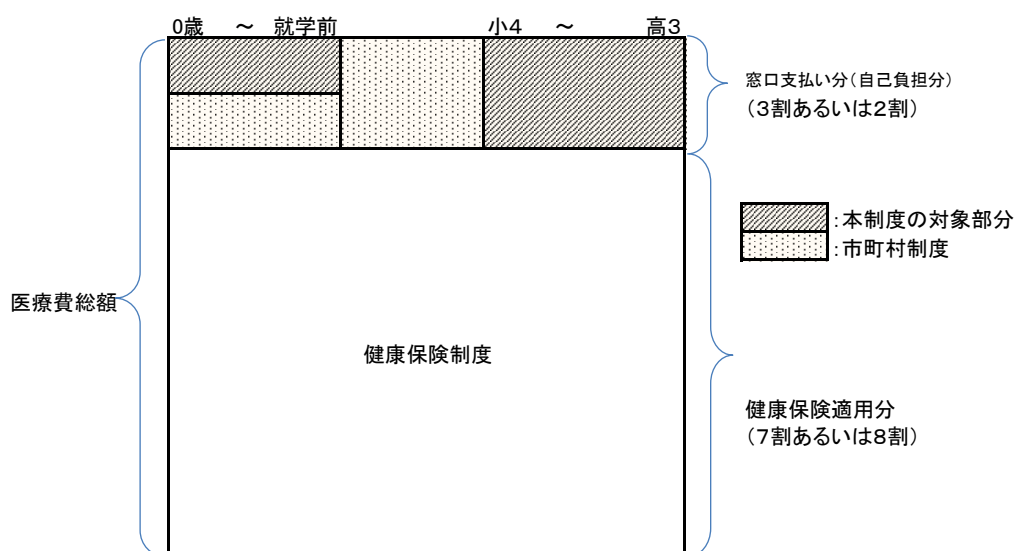 0歳 ～ 就学前
小4 ～ 高3
窓口支払い分(自己負担分)
(3割あるいは2割)
:本制度の対象部分
:市町村制度
医療費総額
健康保険制度
健康保険適用分
(7割あるいは8割)